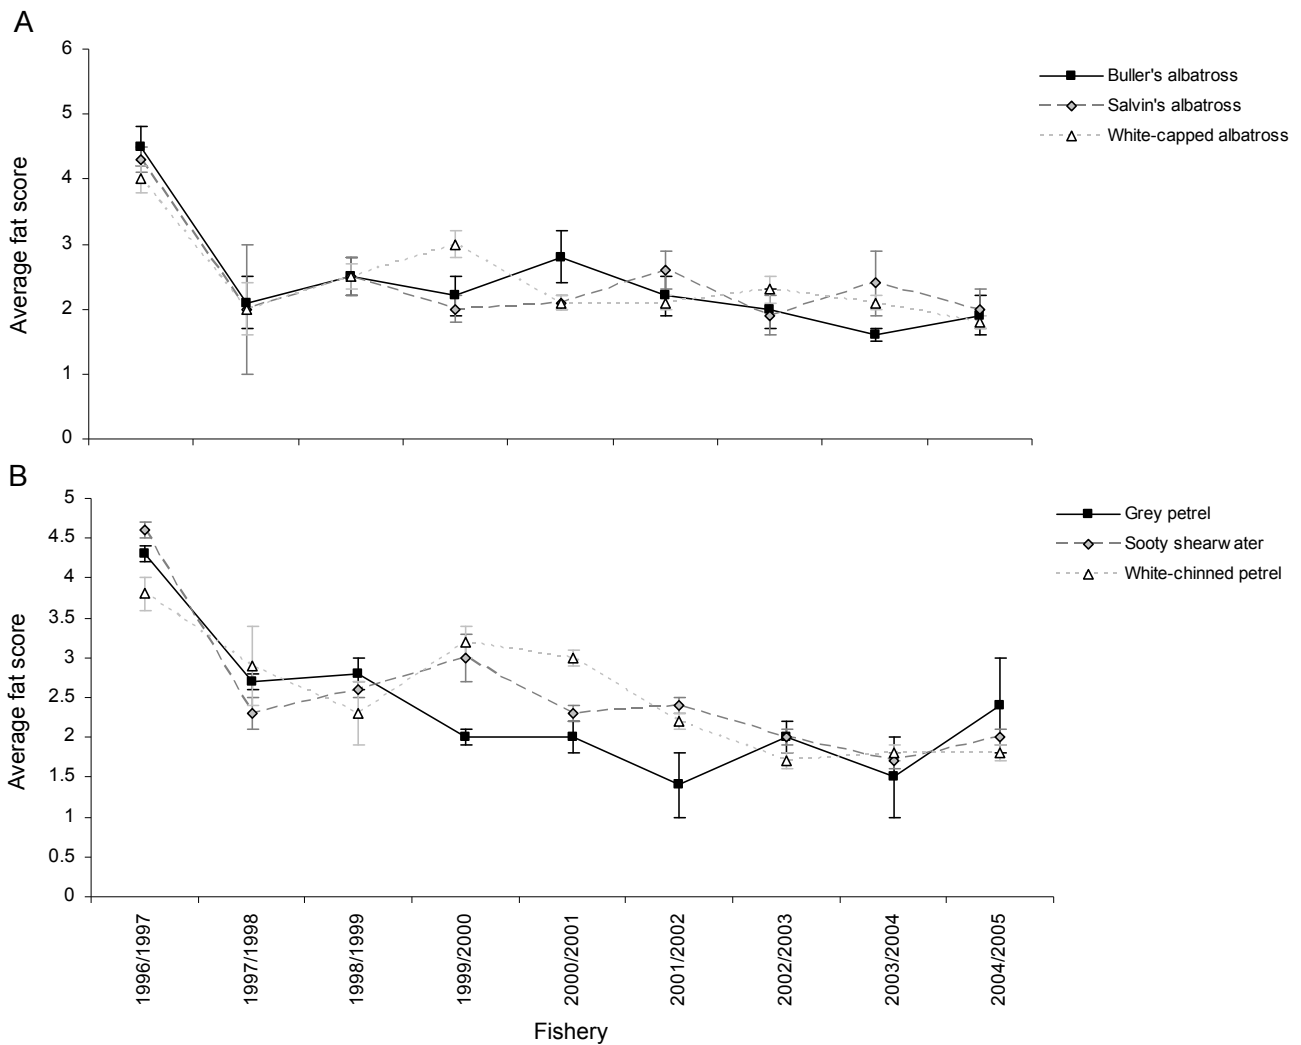 A
6
5
4
3
2
1
0
Average fat score
Buller's albatross
Salvin's albatross
White-capped albatross
B
5
4.5
4
3.5
3
2.5
2
1.5
1
0.5
0
Average fat score
Grey petrel
Sooty shearwater
White-chinned petrel
1996/1997
1997/1998
1998/1999
1999/2000
2000/2001
2001/2002
2002/2003
2003/2004
2004/2005
Fishery